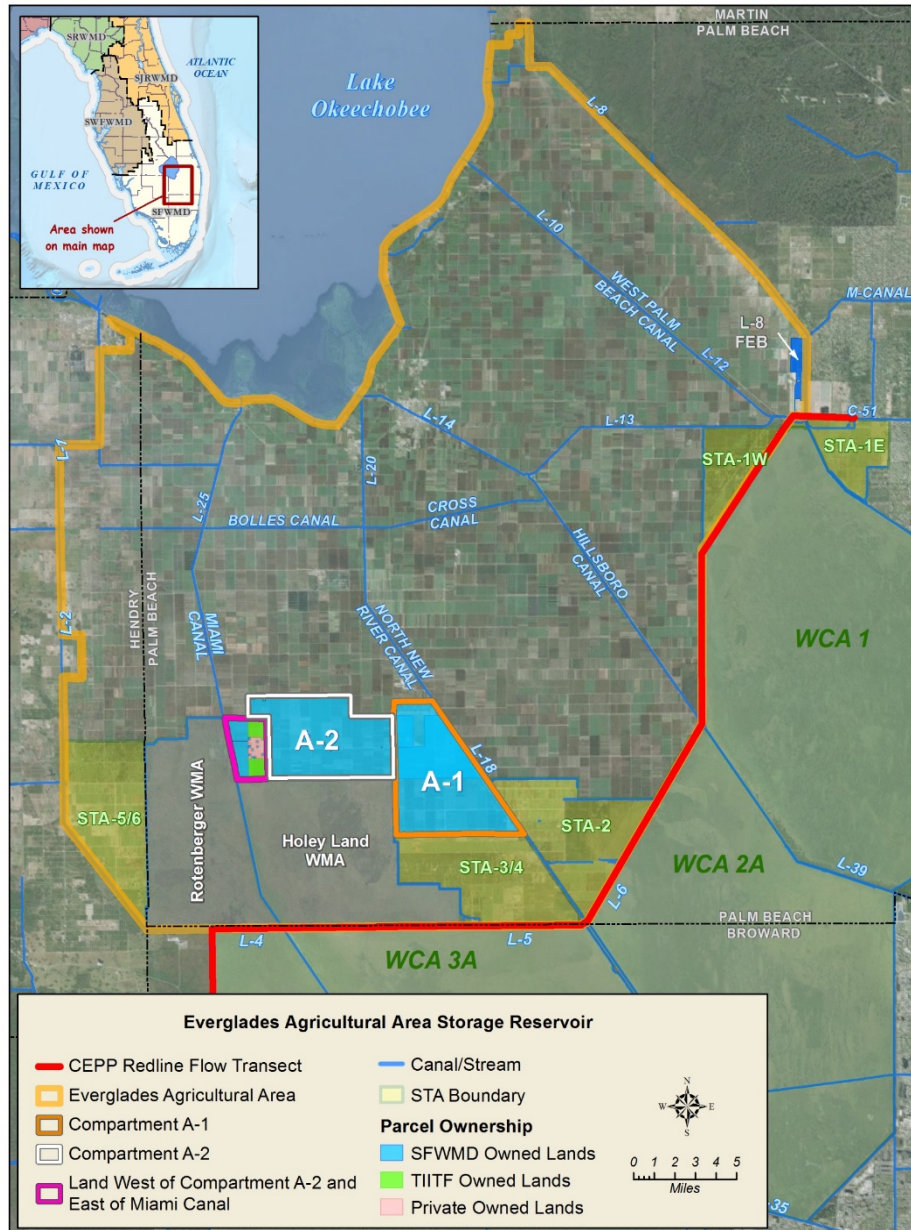 MARTIN
PALM BEACH
SRWMD
SJRWMD
ATLANTIC
OCEAN
SWFWMD
GULF OF
MEXICO
SFWMD
Area shown
on main map
Lake
Okeechobee
L-8
L-10
WEST PALM
BEACH CANAL
M-CANAL
L-8
FEB
L-12
C-51
L-14
L-13
STA-1W
STA-1E
L-1
L-20
L-25
BOLLES CANAL
CROSS
CANAL
HILLSBORO
CANAL
L-2
HENDRY
PALM BEACH
MIAMI
CANAL
NORTH NEW
RIVER CANAL
WCA 1
A-2
A-1
L-18
STA-5/6
Rotenberger WMA
Holey Land
WMA
STA-3/4
STA-2
WCA 2A
L-39
L-6
PALM BEACH
BROWARD
L-4
L-5
WCA 3A
Everglades Agricultural Area Storage Reservoir
CEPP Redline Flow Transect
Everglades Agricultural Area
Compartment A-1
Compartment A-2
Land West of Compartment A-2 and
East of Miami Canal
Canal/Stream
STA Boundary
Parcel Ownership
SFWMD Owned Lands
TIITF Owned Lands
Private Owned Lands
N
W E
S
0 1 2 3 4 5
Miles